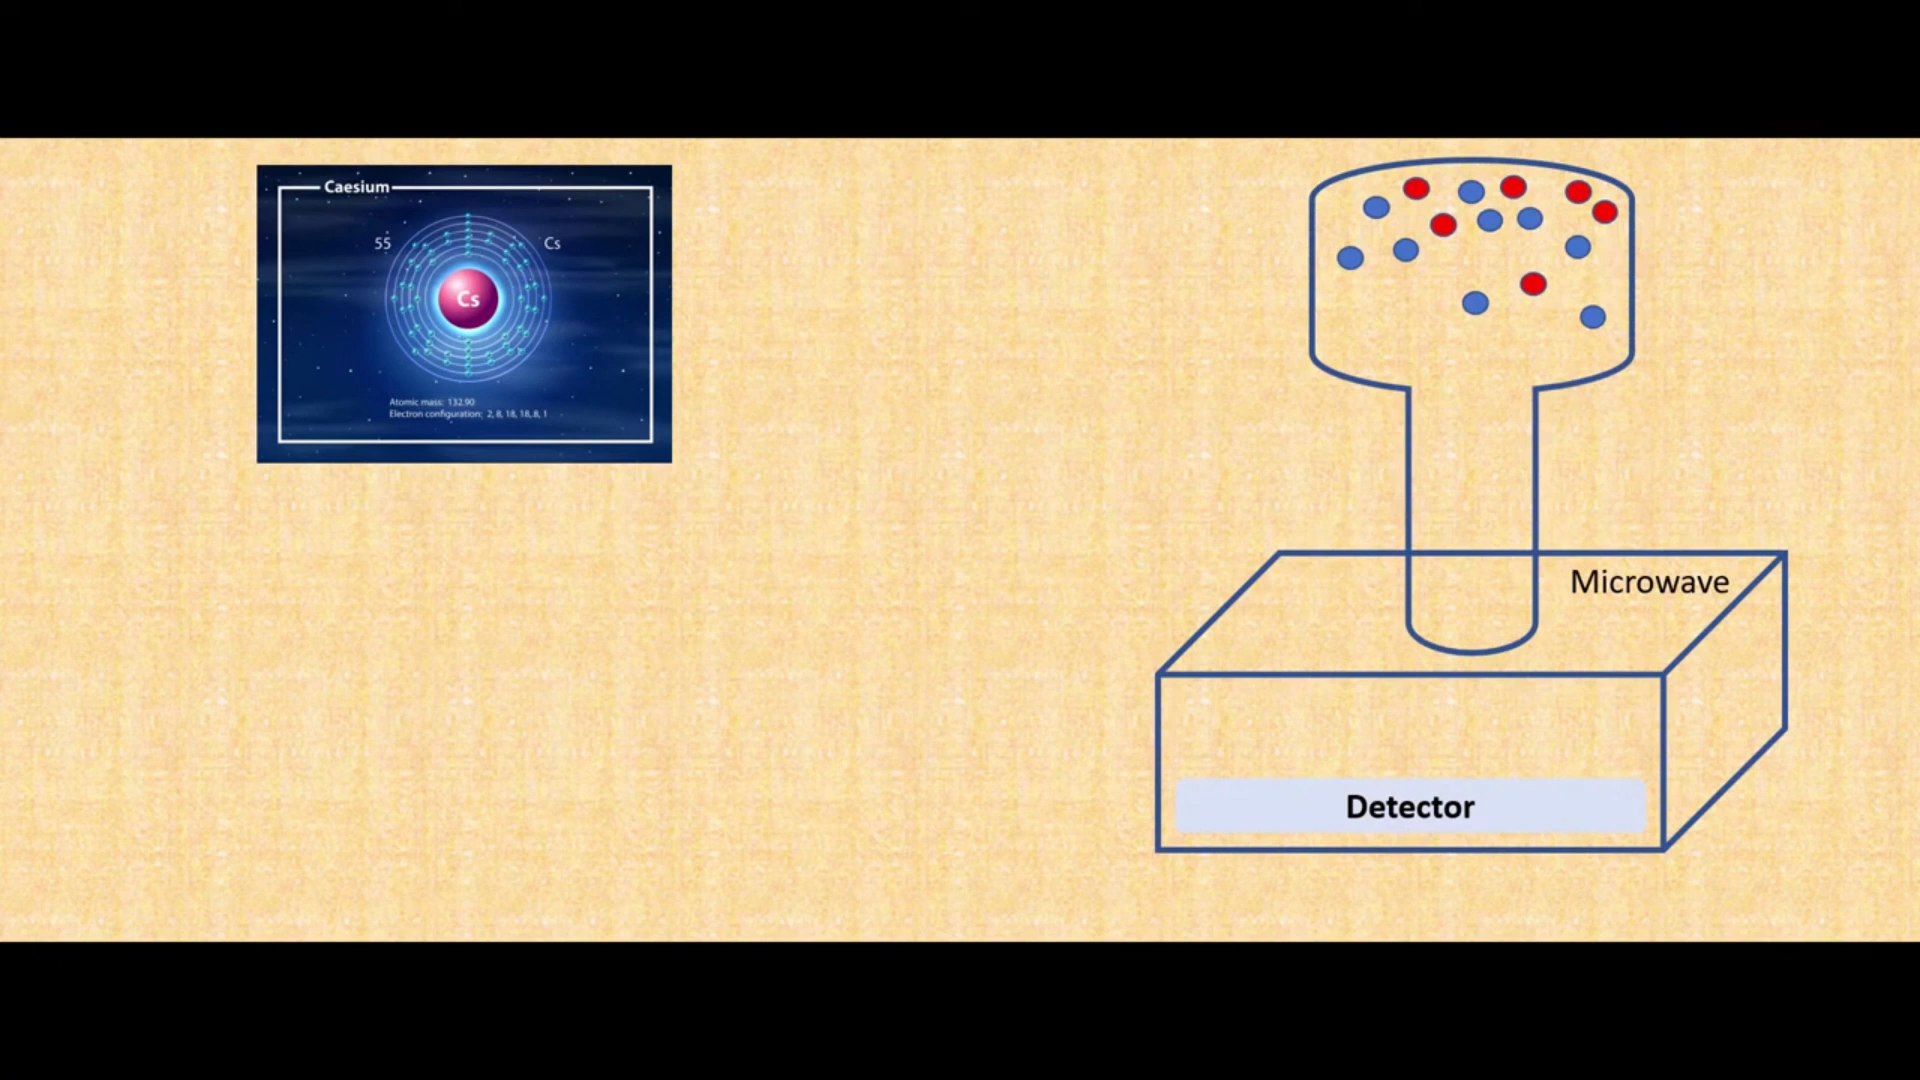 Caesium
55
Cs
Cs
Atomic mass: 132.90
Electron configuration: 2, 8, 18, 18, 8, 1
Microwave
Detector